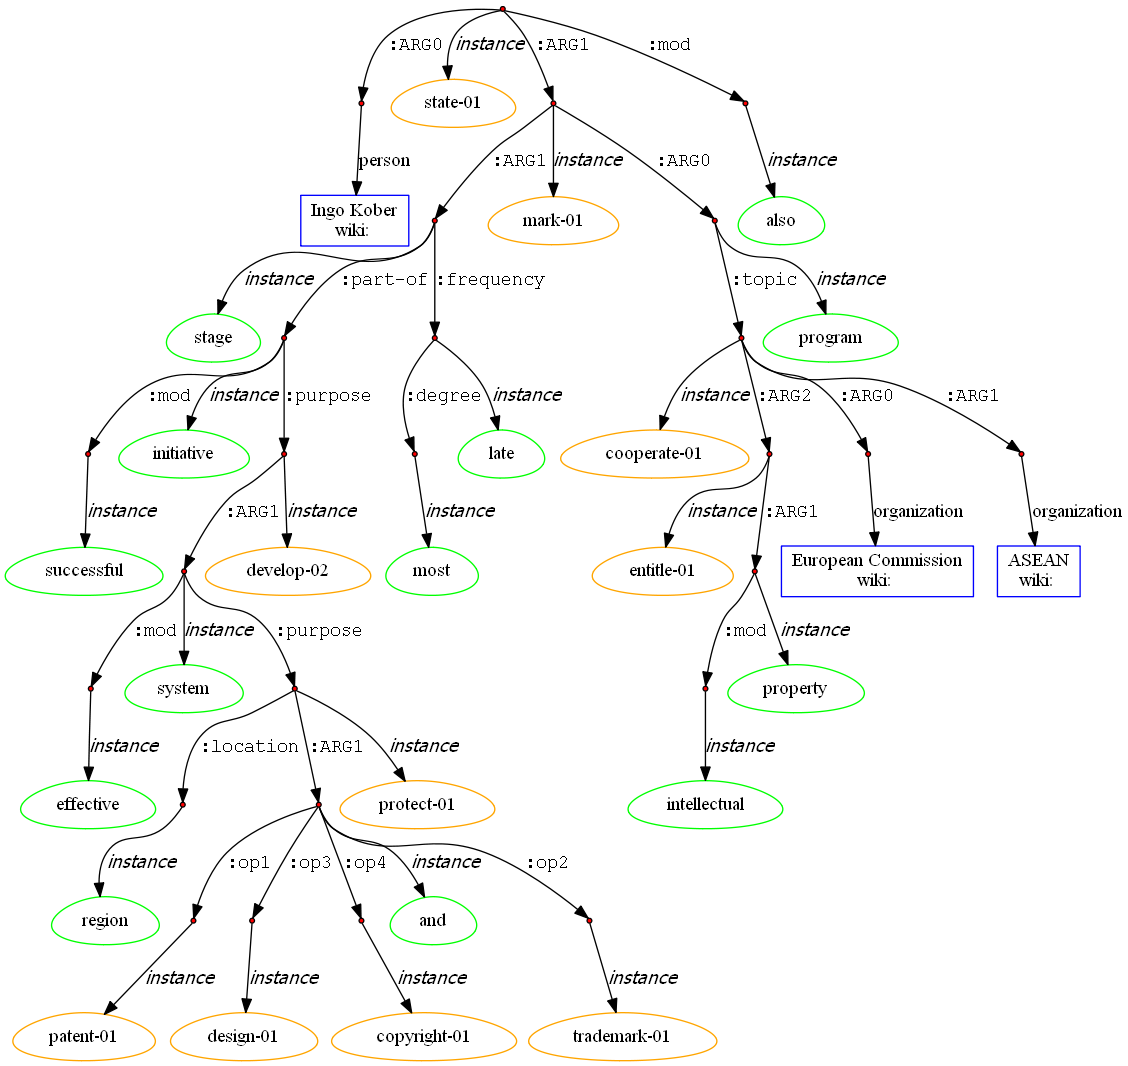 :ARG0 instance :ARG1 :mod
state-01
person :ARG1 instance :ARG0 instance
Ingo Kober
wiki:
mark-01 also
instance :part-of :frequency :topic instance
stage program
:mod instance :purpose :degree instance instance :ARG2 :ARG0 :ARG1
initiative late cooperate-01
instance :ARG1 instance instance instance :ARG1 organization organization
successful develop-02 most entitle-01
European Commission
wiki:
ASEAN
wiki:
:mod instance :purpose :mod instance
system property
instance :location :ARG1 instance instance
effective protect-01 intellectual
instance :op1 :op3 :op4 instance :op2
region and
instance instance instance instance
patent-01 design-01 copyright-01 trademark-01